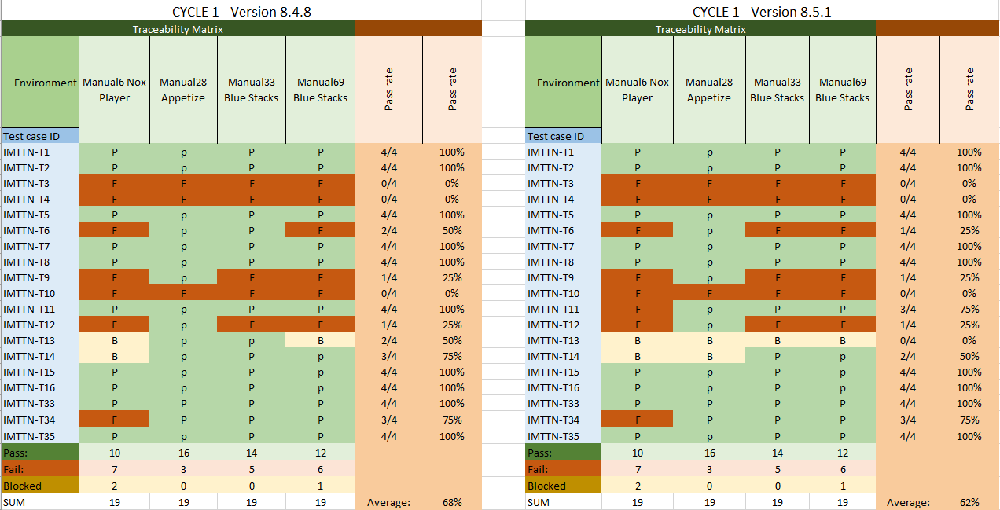 CYCLE 1 - Version 8.4.8 CYCLE 1 - Version 8.5.1
Traceability Matrix Traceability Matrix
Environment Manual6 Nox Player Manual28 Appetize Manual33 Blue Stacks Manual69 Blue Stacks Pass rate Pass rate Environment Manual6 Nox Player Manual28 Appetize Manual33 Blue Stacks Manual69 Blue Stacks Pass rate Pass rate
Test case ID Test case ID
IMTTN-T1 P p P P 4/4 100% IMTTN-T1 P p P P 4/4 100%
IMTTN-T2 P p P P 4/4 100% IMTTN-T2 P p P P 4/4 100%
IMTTN-T3 F F F F 0/4 0% IMTTN-T3 F F F F 0/4 0%
IMTTN-T4 F F F F 0/4 0% IMTTN-T4 F F F F 0/4 0%
IMTTN-T5 P p P P 4/4 100% IMTTN-T5 P p P P 4/4 100%
IMTTN-T6 F p P F 2/4 50% IMTTN-T6 F p F F 1/4 25%
IMTTN-T7 P p P P 4/4 100% IMTTN-T7 P p P P 4/4 100%
IMTTN-T8 P p P P 4/4 100% IMTTN-T8 P p P P 4/4 100%
IMTTN-T9 F p F F 1/4 25% IMTTN-T9 F p F F 1/4 25%
IMTTN-T10 F F F F 0/4 0% IMTTN-T10 F F F F 0/4 0%
IMTTN-T11 P p P P 4/4 100% IMTTN-T11 F p P P 3/4 75%
IMTTN-T12 F p F F 1/4 25% IMTTN-T12 F p F F 1/4 25%
IMTTN-T13 B p p B 2/4 50% IMTTN-T13 B B B B 0/4 0%
IMTTN-T14 B p P p 3/4 75% IMTTN-T14 B B P p 2/4 50%
IMTTN-T15 P p P p 4/4 100% IMTTN-T15 P p P p 4/4 100%
IMTTN-T16 P p P p 4/4 100% IMTTN-T16 P p P p 4/4 100%
IMTTN-T33 P p P P 4/4 100% IMTTN-T33 P p P P 4/4 100%
IMTTN-T34 F P P P 3/4 75% IMTTN-T34 F P P P 3/4 75%
IMTTN-T35 P p P P 4/4 100% IMTTN-T35 P p P P 4/4 100%
Pass: 10 16 14 12 Pass: 10 16 14 12
Fail: 7 3 5 6 Fail: 7 3 5 6
Blocked 2 0 0 1 Blocked 2 0 0 1
SUM 19 19 19 19 Average: 68% SUM 19 19 19 19 Average: 62%